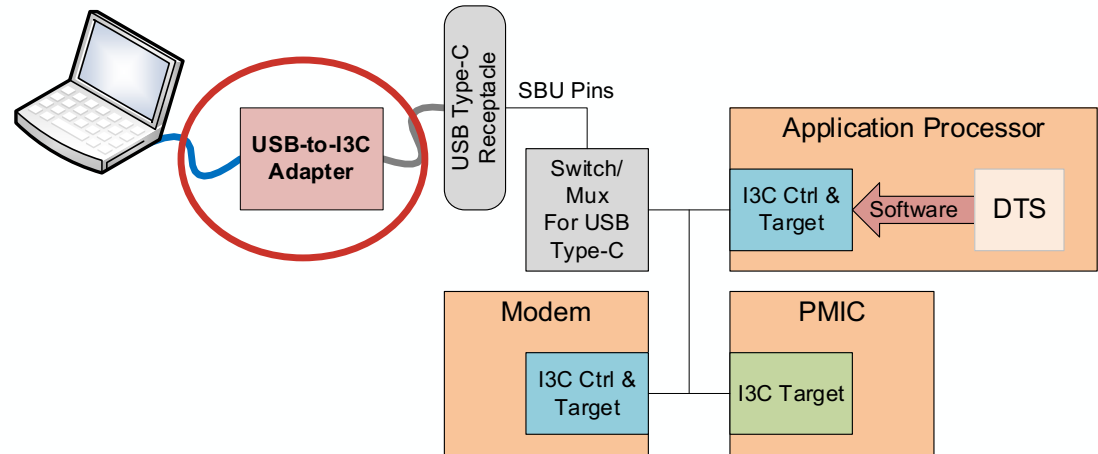 USB-to-I3C
Adapter
USB Type-C
Receptacle
SBU Pins
Switch/
Mux
For USB
Type-C
Application Processor
I3C Ctrl &
Target
Software
DTS
Modem
I3C Ctrl &
Target
PMIC
I3C Target